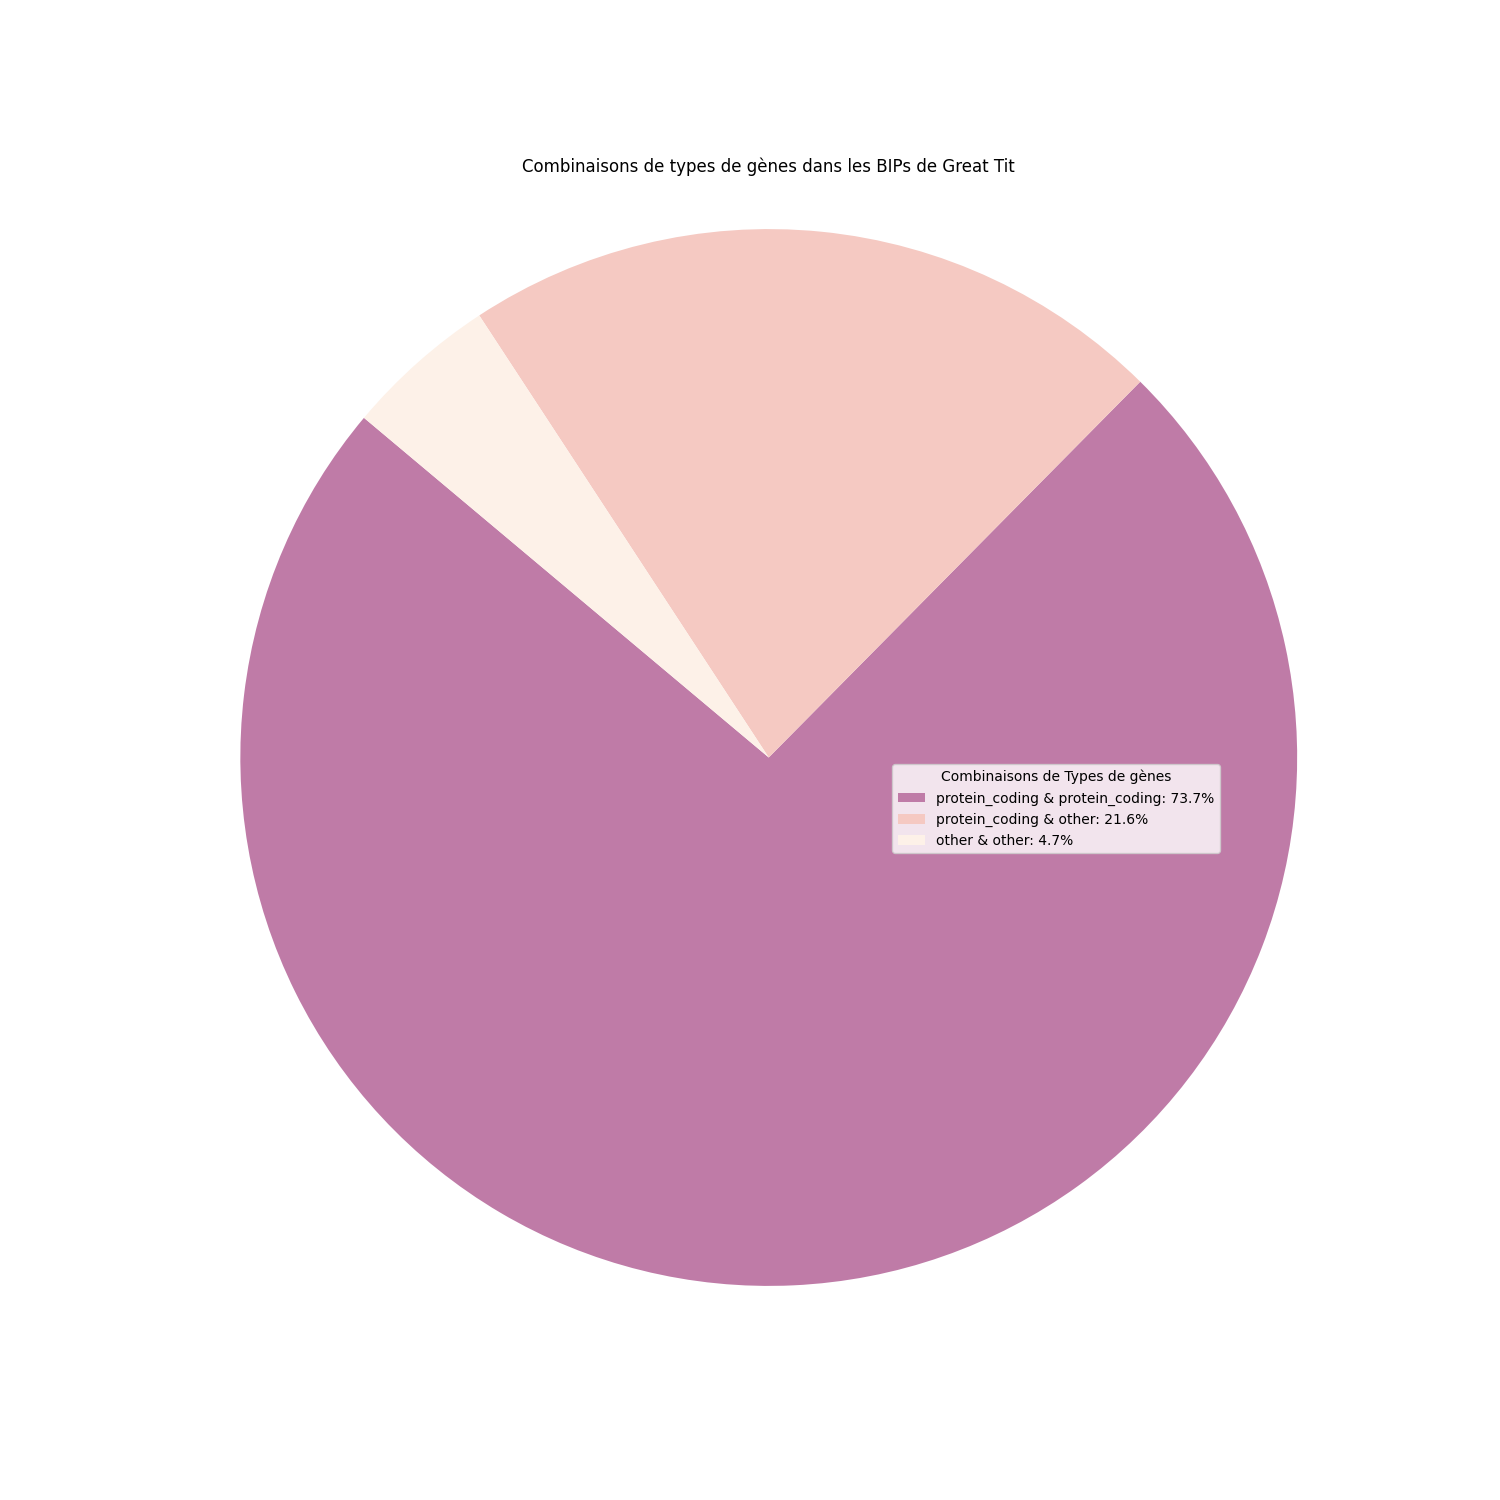 Combinaisons de types de gènes dans les BIPs de Great Tit
Combinaisons de Types de gènes
protein_coding & protein_coding: 73.7%
protein_coding & other: 21.6%
other & other: 4.7%